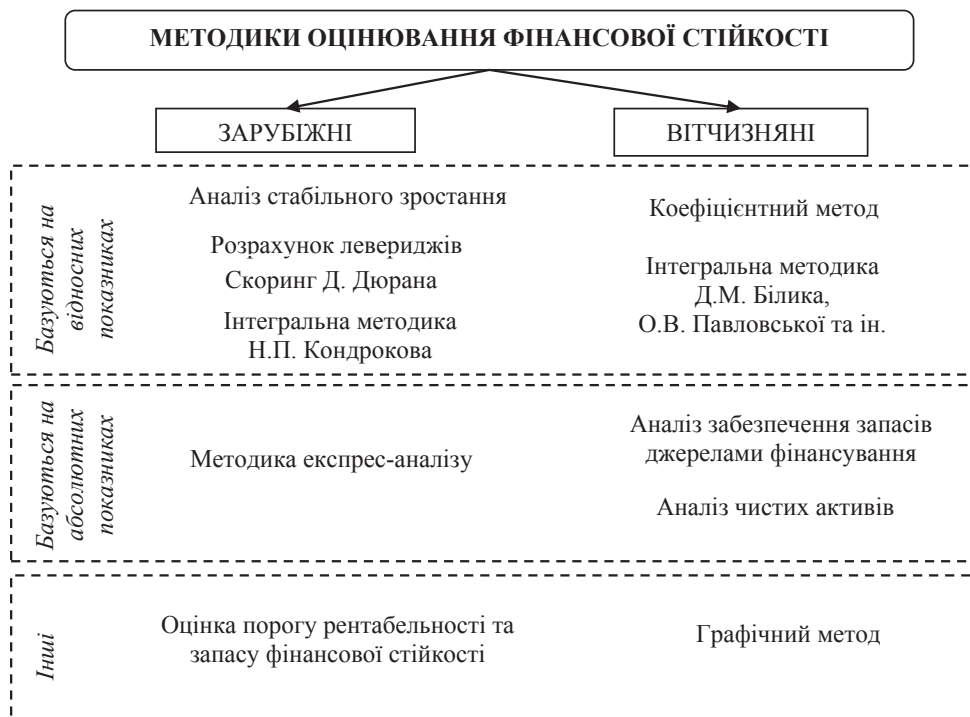 МЕТОДИКИ ОЦІНЮВАННЯ ФІНАНСОВОЇ СТІЙКОСТІ
ЗАРУБІЖНІ
ВІТЧИЗНЯНІ
Базуються на
відносних
показниках
Аналіз стабільного зростання
Розрахунок левериджів
Скоринг Д. Дюрана
Інтегральна методика
Н.П. Кондрокова
Коефіцієнтний метод
Інтегральна методика
Д.М. Білика,
О.В. Павловської та ін.
Базуються на
абсолютних
показниках
Методика експрес-аналізу
Аналіз забезпечення запасів
джерелами фінансування
Аналіз чистих активів
Інші
Оцінка порогу рентабельності та
запасу фінансової стійкості
Графічний метод